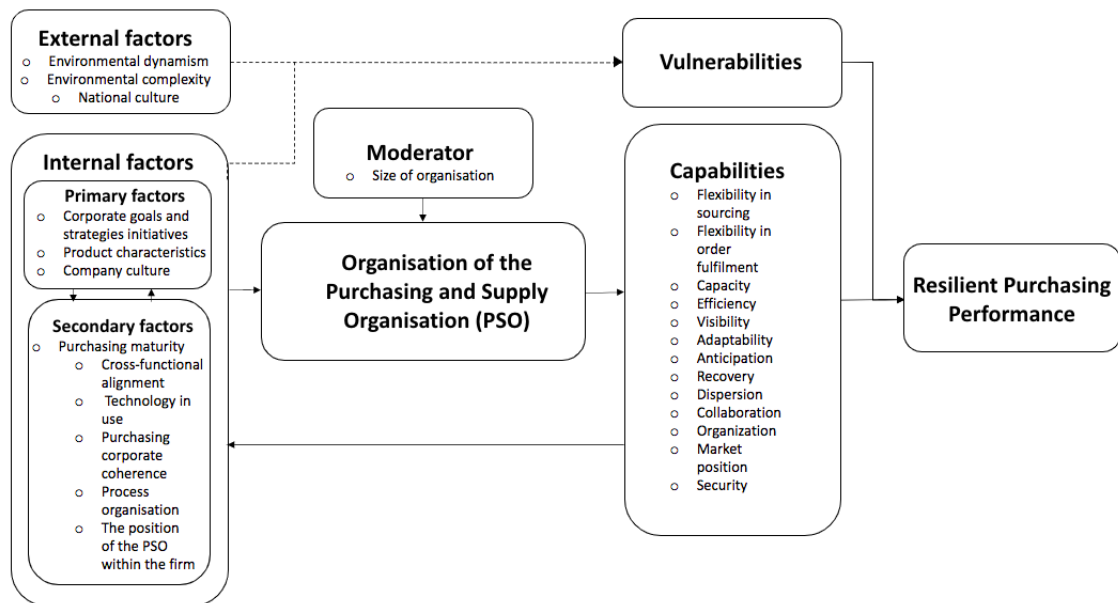 External factors
o Environmental dynamism
o Environmental complexity
o National culture
Internal factors
Primary factors
o Corporate goals and
strategies initiatives
o Product characteristics
o Company culture
Secondary factors
o Purchasing maturity
o Cross-functional
alignment
o Technology in
use
o Purchasing
corporate
coherence
o Process
organisation
o The position
of the PSO
within the firm
Moderator
o Size of organisation
Organisation of the
Purchasing and Supply
Organisation (PSO)
Vulnerabilities
Capabilities
o Flexibility in
sourcing
o Flexibility in
order
fulfilment
o Capacity
o Efficiency
o Visibility
o Adaptability
o Anticipation
o Recovery
o Dispersion
o Collaboration
o Organization
o Market
position
o Security
Resilient Purchasing
Performance